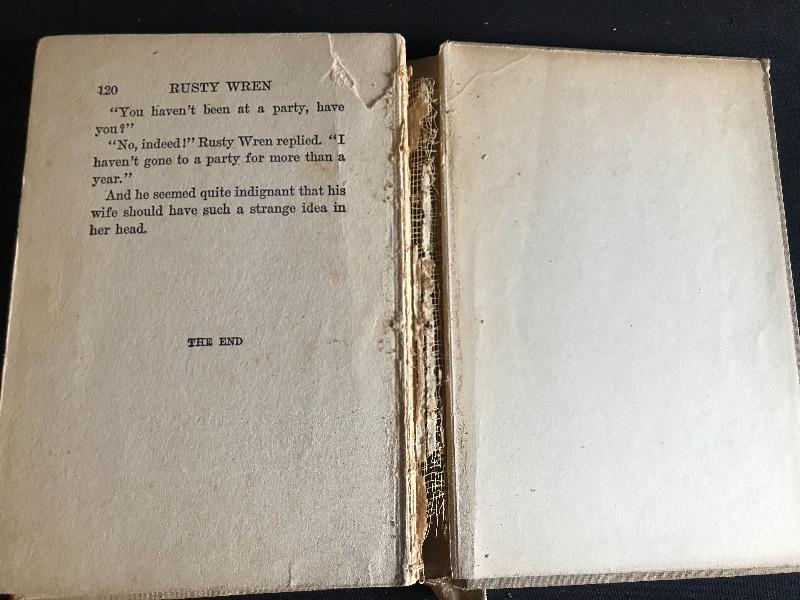 120 RUSTY WREN
“You haven’t been at a party, have
you?”
“No, indeed!” Rusty Wren replied. “I
haven’t gone to a party for more than a
year.”
And he seemed quite indignant that his
wife should have such a strange idea in
her head.
THE END